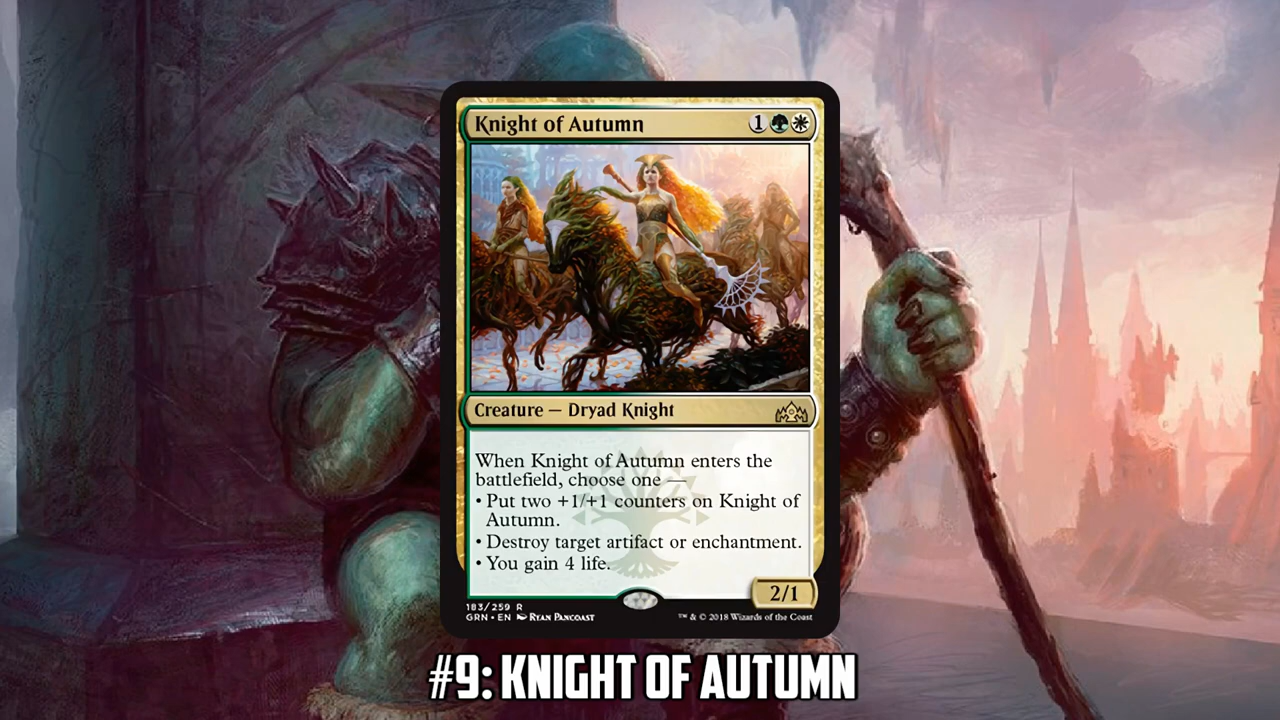 Knight of Autumn 1
Creature — Dryad Knight
When Knight of Autumn enters the
battlefield, choose one —
• Put two +1/+1 counters on Knight of
Autumn.
• Destroy target artifact or enchantment.
• You gain 4 life.
2/1
183/259 R
GRN • EN Ryan Pancoast ™ & © 2018 Wizards of the Coast
#9: KNIGHT OF AUTUMN